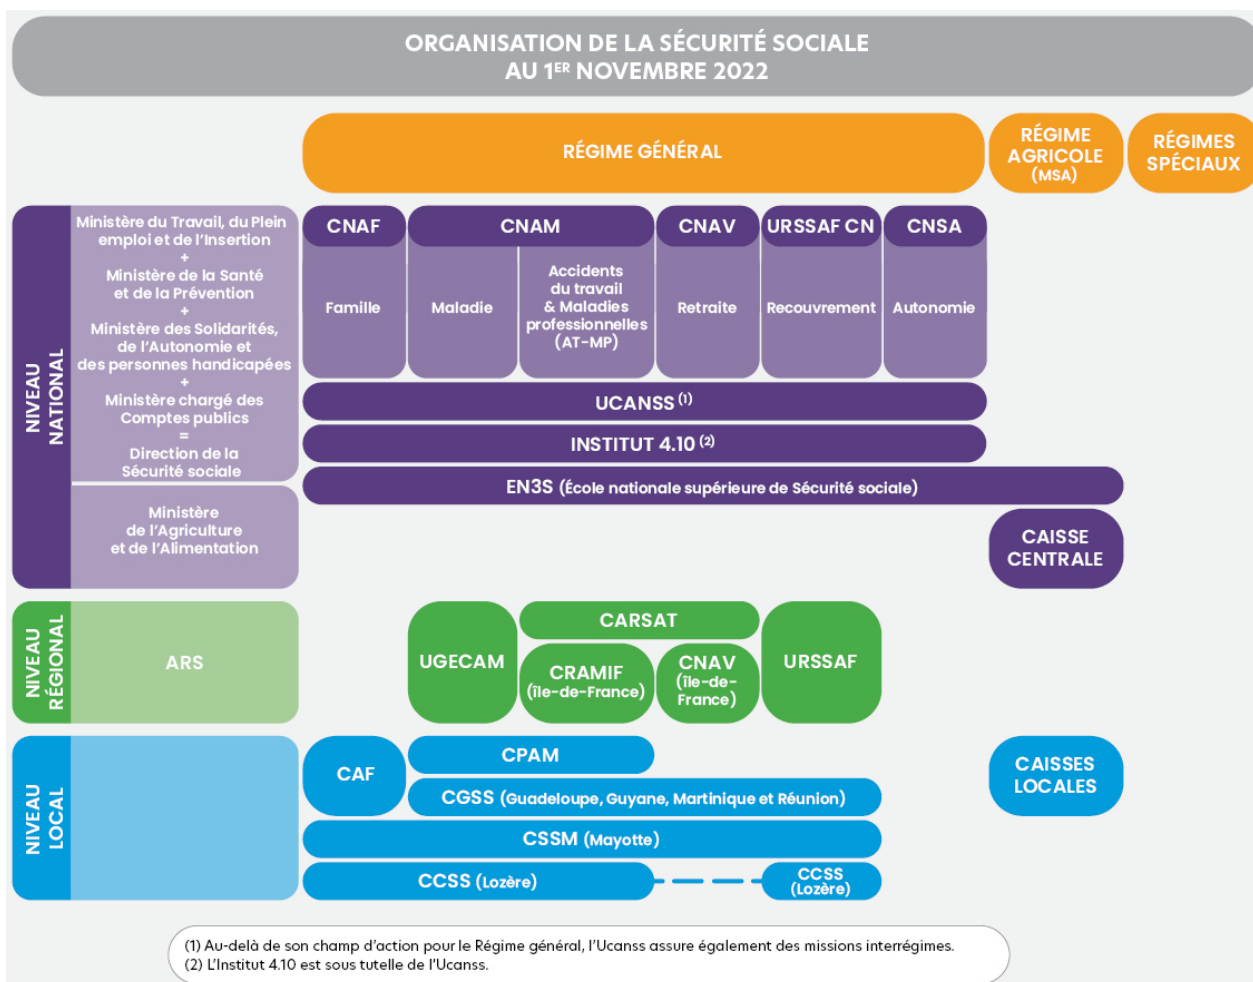 ORGANISATION DE LA SÉCURITÉ SOCIALE
AU 1ER NOVEMBRE 2022
RÉGIME GÉNÉRAL
RÉGIME
AGRICOLE
(MSA)
RÉGIMES
SPÉCIAUX
NIVEAU
NATIONAL
Ministère du Travail, du Plein
emploi et de l'Insertion
+
Ministère de la Santé
et de la Prévention
+
Ministère des Solidarités,
de l'Autonomie et
des personnes handicapées
+
Ministère chargé des
Comptes publics
=
Direction de la
Sécurité sociale
Ministère
de l'Agriculture
et de l'Alimentation
CNAF
Famille
CNAM
Maladie
Accidents
du travail
& Maladies
professionnelles
(AT-MP)
CNAV
Retraite
URSSAF CN
Recouvrement
CNSA
Autonomie
UCANSS (1)
INSTITUT 4.10 (2)
EN3S (École nationale supérieure de Sécurité sociale)
CAISSE
CENTRALE
NIVEAU
RÉGIONAL
ARS
UGECAM
CARSAT
CRAMIF
(île-de-France)
CNAV
(île-de-
France)
URSSAF
NIVEAU
LOCAL
CAF
CPAM
CGSS (Guadeloupe, Guyane, Martinique et Réunion)
CSSM (Mayotte)
CCSS (Lozère)
CCSS
(Lozère)
CAISSES
LOCALES
(1) Au-delà de son champ d'action pour le Régime général, l'Ucanss assure également des missions interrégimes.
(2) L'Institut 4.10 est sous tutelle de l'Ucanss.